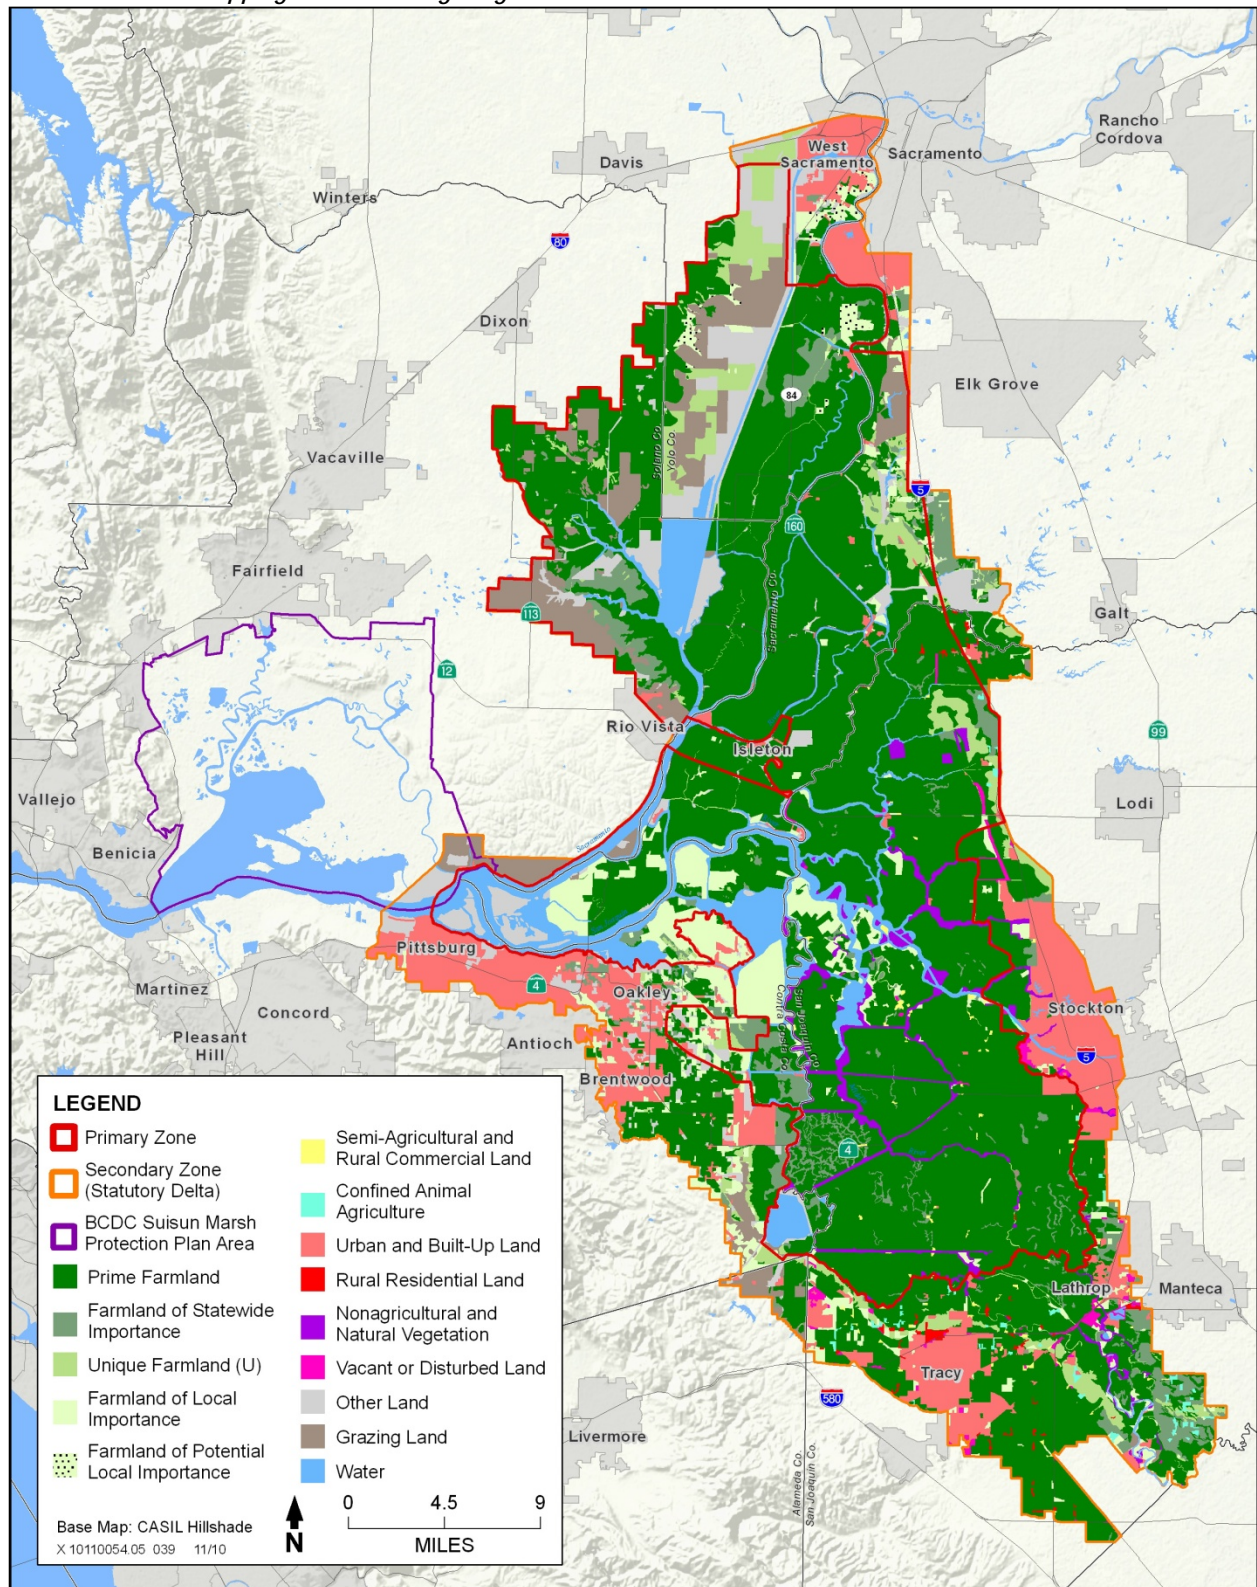 Rancho
Cordova
West
Sacramento
Sacramento
Davis
Winters
80
Dixon
Elk Grove
84
Vacaville
Solano Co.
Yolo Co.
5
160
Fairfield
Sacramento Co.
113
Galt
12
Rio Vista
Isleton
99
Vallejo
Lodi
Benicia
Sacramento
Pittsburg
4
Martinez
Oakley
Contra Costa Co.
San Joaquin Co.
Stockton
Concord
Pleasant
Hill
Antioch
5
Brentwood
4
Lathrop
Manteca
Tracy
580
Livermore
Alameda Co.
San Joaquin Co.
LEGEND
Primary Zone
Secondary Zone
(Statutory Delta)
BCDC Suisun Marsh
Protection Plan Area
Prime Farmland
Farmland of Statewide
Importance
Unique Farmland (U)
Farmland of Local
Importance
Farmland of Potential
Local Importance
Semi-Agricultural and
Rural Commercial Land
Confined Animal
Agriculture
Urban and Built-Up Land
Rural Residential Land
Nonagricultural and
Natural Vegetation
Vacant or Disturbed Land
Other Land
Grazing Land
Water
0 4.5 9
MILES
N
Base Map: CASIL Hillshade
X 10110054.05 039 11/10